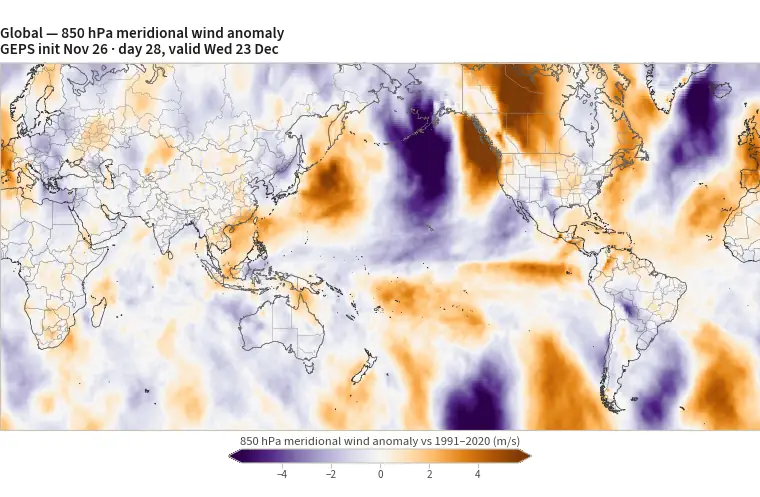 Global — 850 hPa meridional wind anomaly
GEPS init Nov 26 · day 28, valid Wed 23 Dec
850 hPa meridional wind anomaly vs 1991–2020 (m/s)
−4 −2 0 2 4